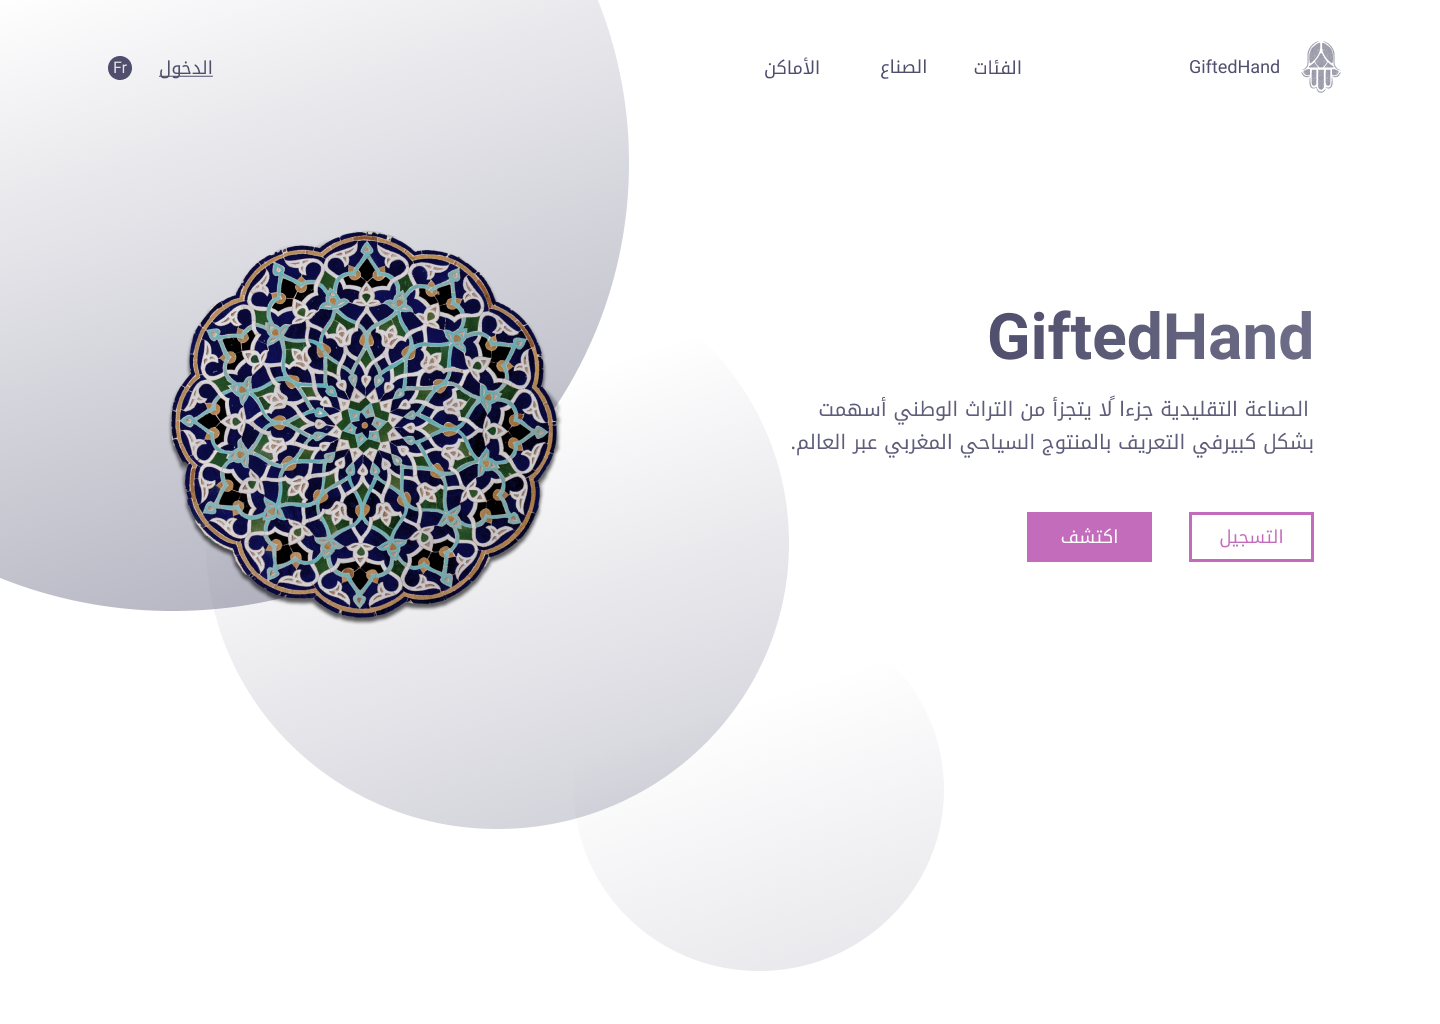 GiftedHand
الفئات
الصناع
الأماكن
الدخول
Fr
GiftedHand
الصناعة التقليدية جزءا ًلا يتجزأ من التراث الوطني أسهمت
بشكل كبيرفي التعريف بالمنتوج السياحي المغربي عبر العالم.
التسجيل
اكتشف